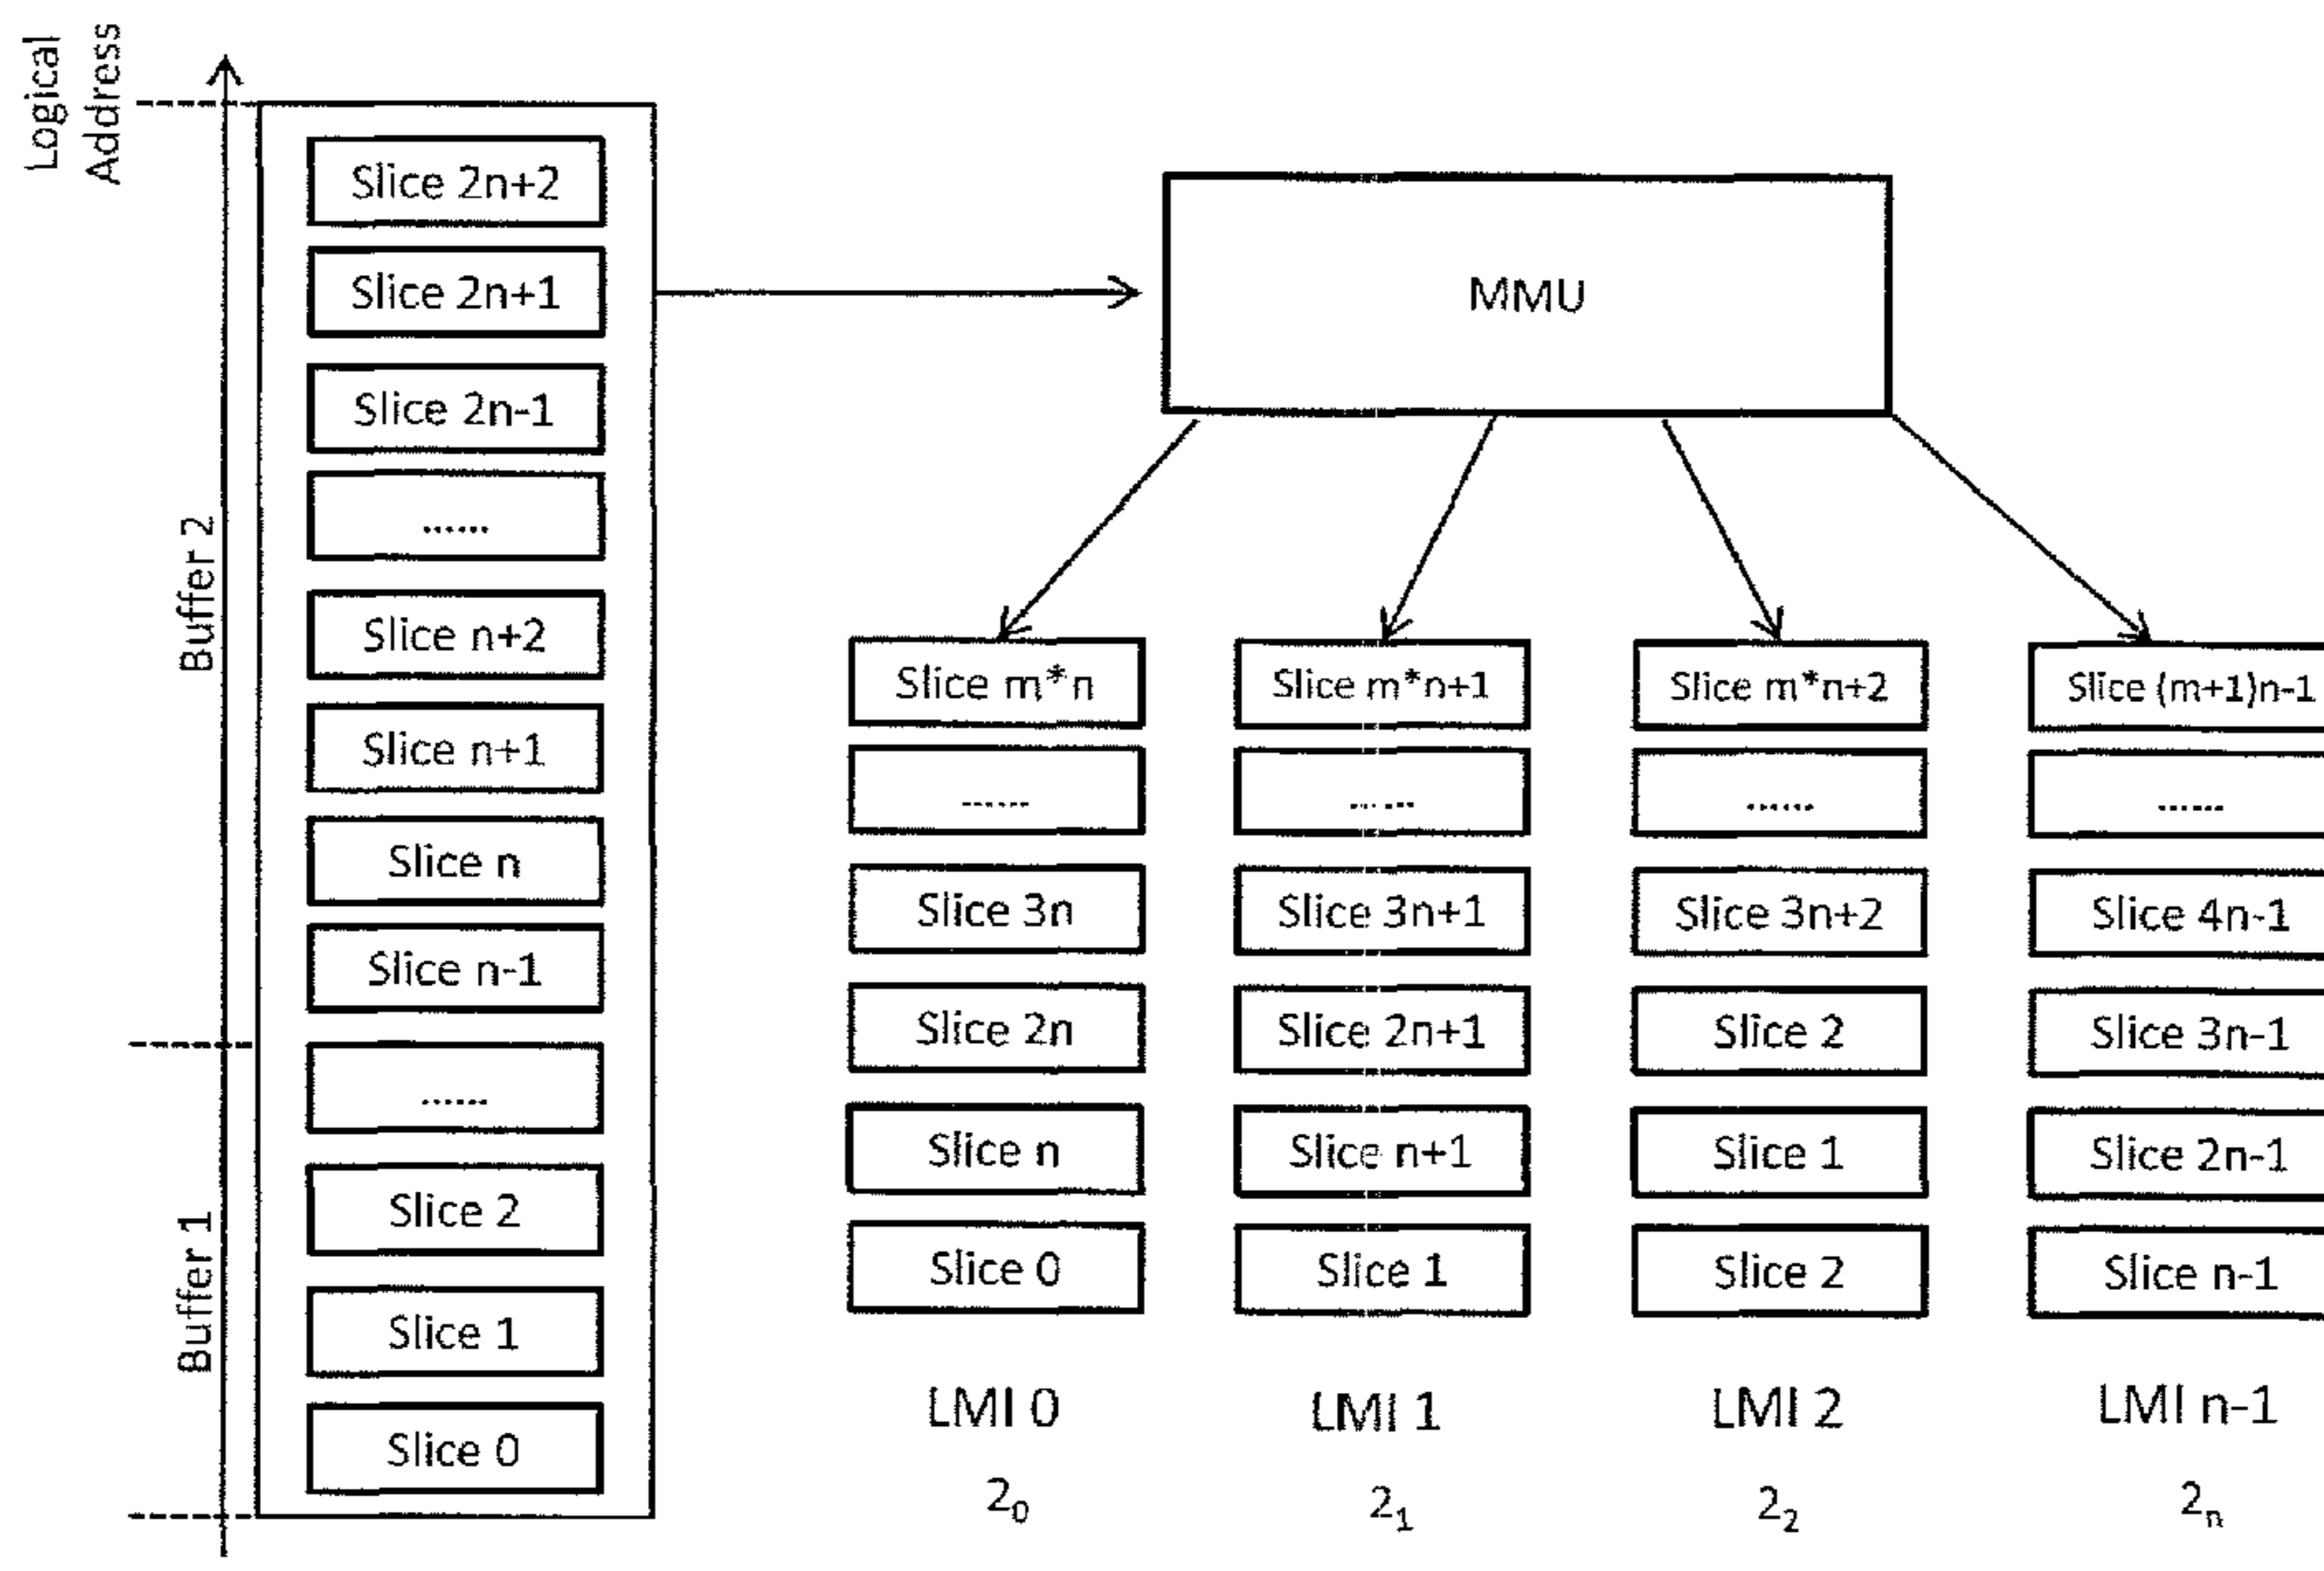 Logical
Address
Buffer 2
Buffer 1
Slice 2n+2
Slice 2n+1
Slice 2n-1
......
Slice n+2
Slice n+1
Slice n
Slice n-1
......
Slice 2
Slice 1
Slice 0
MMU
Slice m*n
......
Slice 3n
Slice 2n
Slice n
Slice 0
LMI 0
2₀
Slice m*n+1
......
Slice 3n+1
Slice 2n+1
Slice n+1
Slice 1
LMI 1
2₁
Slice m*n+2
......
Slice 3n+2
Slice 2
Slice 1
Slice 2
LMI 2
2₂
Slice (m+1)n-1
......
Slice 4n-1
Slice 3n-1
Slice 2n-1
Slice n-1
LMI n-1
2ₙ